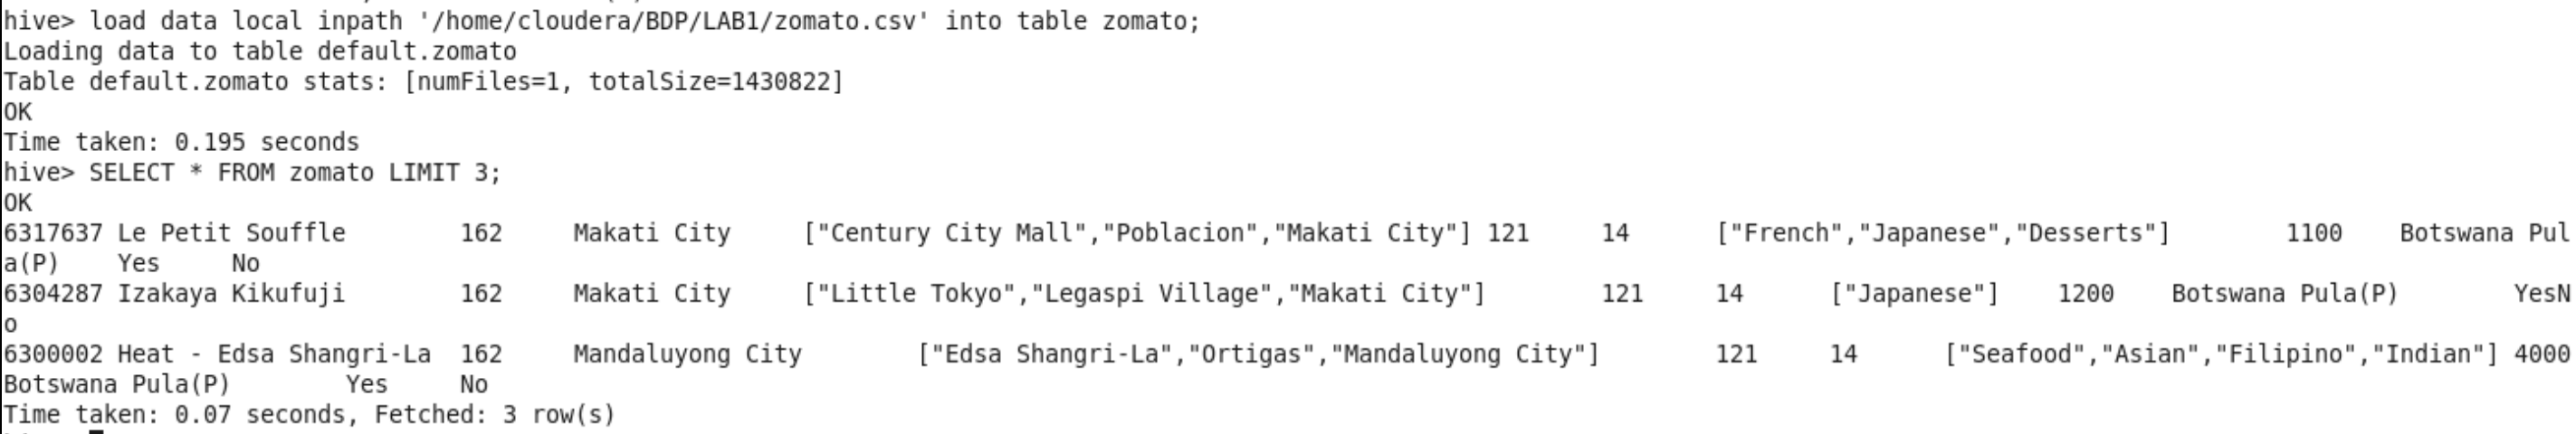 hive> load data local inpath '/home/cloudera/BDP/LAB1/zomato.csv' into table zomato;
Loading data to table default.zomato
Table default.zomato stats: [numFiles=1, totalSize=1430822]
OK
Time taken: 0.195 seconds
hive> SELECT * FROM zomato LIMIT 3;
OK
6317637 Le Petit Souffle        162     Makati City     ["Century City Mall","Poblacion","Makati City"] 121     14      ["French","Japanese","Desserts"]        1100    Botswana Pul
a(P)    Yes     No
6304287 Izakaya Kikufuji        162     Makati City     ["Little Tokyo","Legaspi Village","Makati City"]        121     14      ["Japanese"]    1200    Botswana Pula(P)        YesN
o
6300002 Heat - Edsa Shangri-La  162     Mandaluyong City        ["Edsa Shangri-La","Ortigas","Mandaluyong City"]        121     14      ["Seafood","Asian","Filipino","Indian"] 4000
Botswana Pula(P)        Yes     No
Time taken: 0.07 seconds, Fetched: 3 row(s)